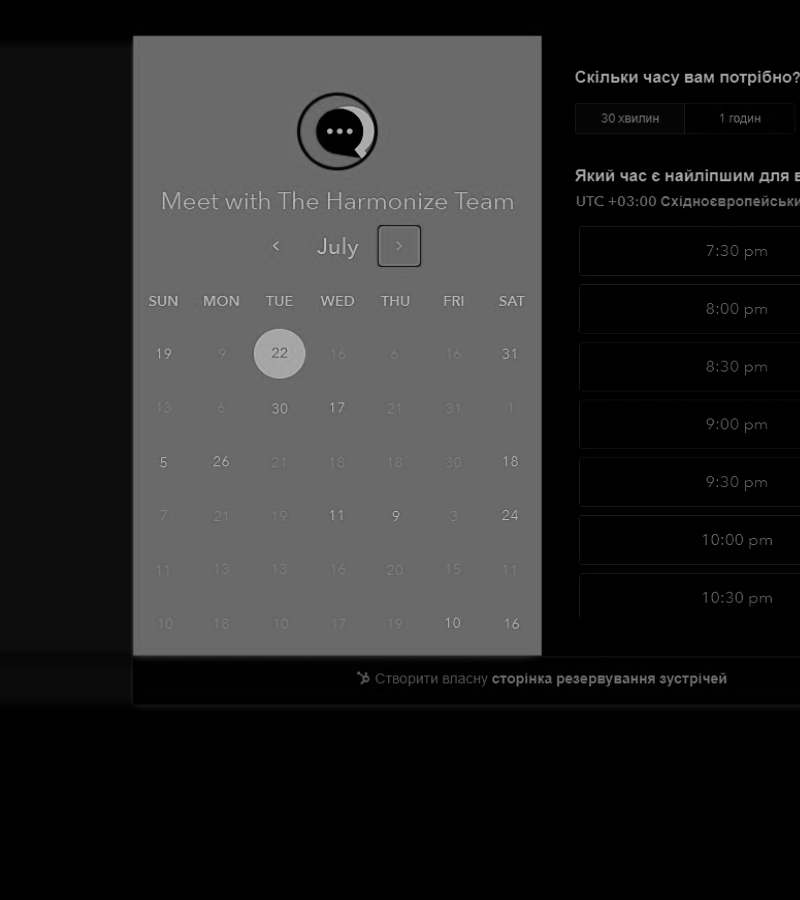 Meet with The Harmonize Team
July
SUN MON TUE WED THU FRI SAT
19 9 22 16 6 16 31
13 6 30 17 21 31 1
5 26 21 18 18 30 18
7 21 19 11 9 3 24
11 13 13 16 20 15 11
10 18 10 17 19 10 16
Скільки часу вам потрібно?
30 хвилин 1 годин
Який час є найліпшим для
UTC +03:00
7:30 pm
8:00 pm
8:30 pm
9:00 pm
9:30 pm
10:00 pm
10:30 pm
Створити власну сторінка резервування зустрічей